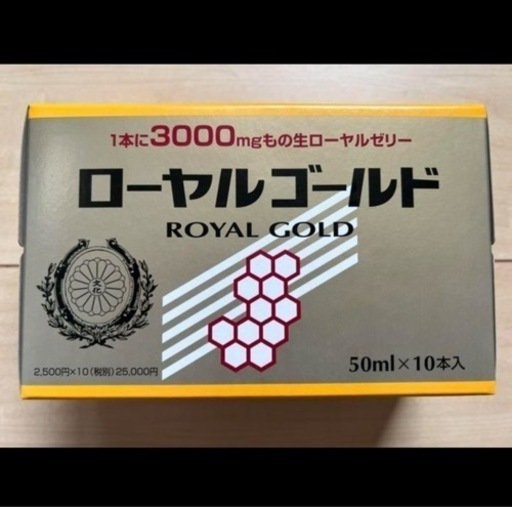 1本に3000mgもの生ローヤルゼリー
ローヤルゴールド
ROYAL GOLD
文化
2,500円×10(税別)25,000円
50ml×10本入